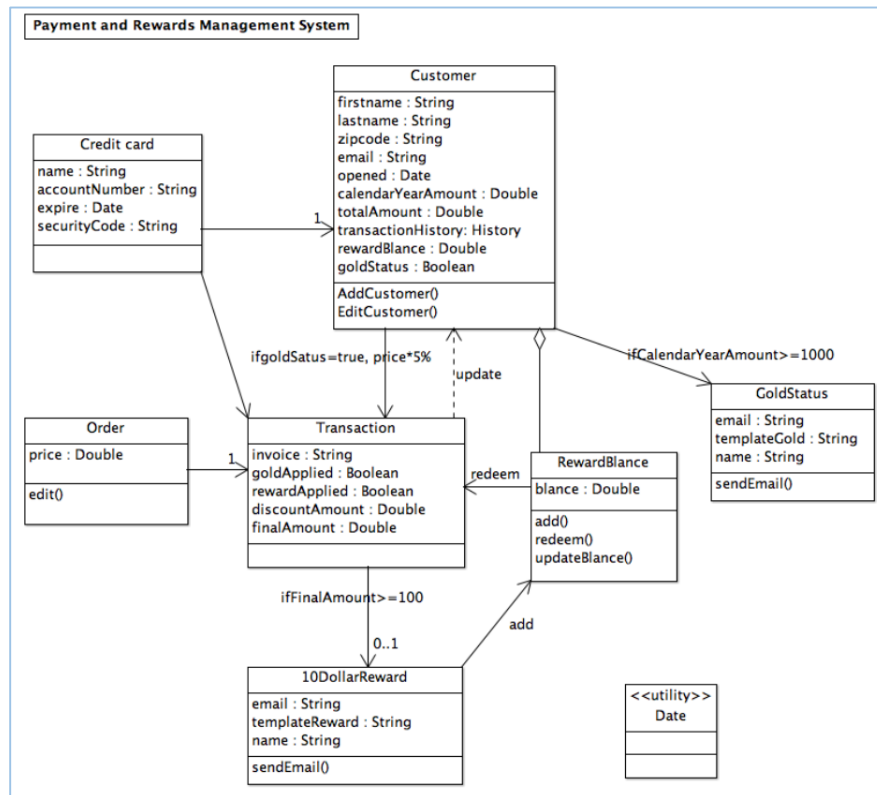 Payment and Rewards Management System
Customer
firstname : String
lastname : String
zipcode : String
email : String
opened : Date
calendarYearAmount : Double
totalAmount : Double
transactionHistory: History
rewardBlance : Double
goldStatus : Boolean
AddCustomer()
EditCustomer()
Credit card
name : String
accountNumber : String
expire : Date
securityCode : String
1
ifgoldSatus=true, price*5%
update
ifCalendarYearAmount>=1000
GoldStatus
email : String
templateGold : String
name : String
sendEmail()
Order
price : Double
edit()
1
Transaction
invoice : String
goldApplied : Boolean
rewardApplied : Boolean
discountAmount : Double
finalAmount : Double
redeem
RewardBlance
blance : Double
add()
redeem()
updateBlance()
ifFinalAmount>=100
0..1
add
10DollarReward
email : String
templateReward : String
name : String
sendEmail()
<<utility>>
Date